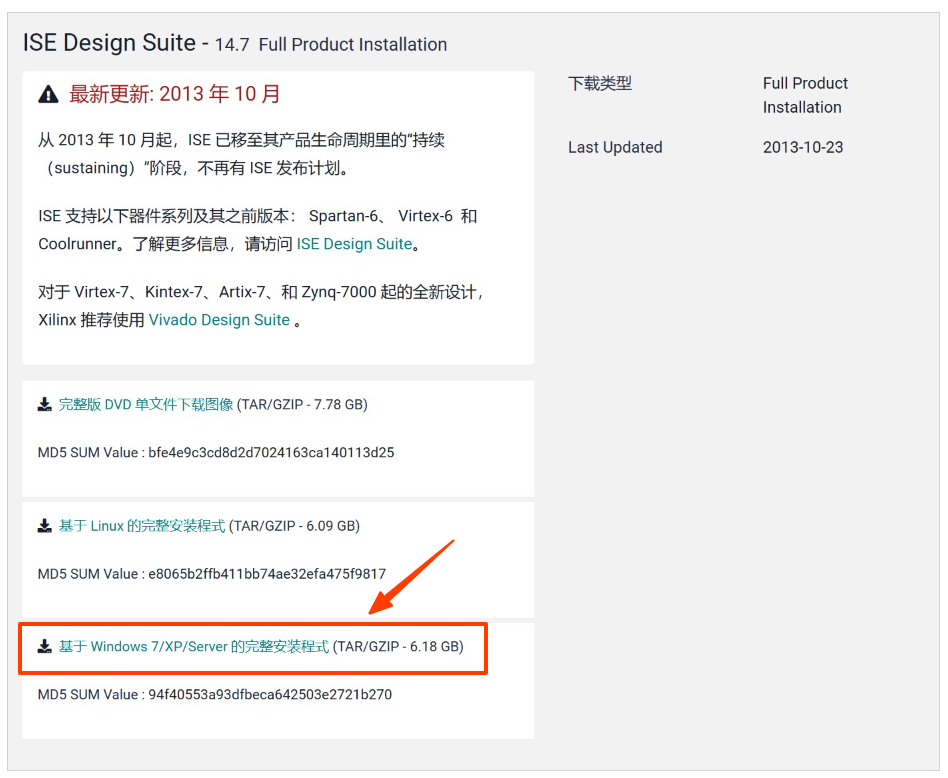 ISE Design Suite - 14.7 Full Product Installation
最新更新: 2013 年 10 月
从 2013 年 10 月起，ISE 已移至其产品生命周期里的“持续
（sustaining）”阶段，不再有 ISE 发布计划。
ISE 支持以下器件系列及其之前版本： Spartan-6、 Virtex-6 和
Coolrunner。了解更多信息，请访问 ISE Design Suite。
对于 Virtex-7、Kintex-7、Artix-7、和 Zynq-7000 起的全新设计，
Xilinx 推荐使用 Vivado Design Suite 。
下载类型
Full Product
Installation
Last Updated
2013-10-23
完整版 DVD 单文件下载图像 (TAR/GZIP - 7.78 GB)
MD5 SUM Value : bfe4e9c3cd8d2d7024163ca140113d25
基于 Linux 的完整安装程式 (TAR/GZIP - 6.09 GB)
MD5 SUM Value : e8065b2ffb411bb74ae32efa475f9817
基于 Windows 7/XP/Server 的完整安装程式 (TAR/GZIP - 6.18 GB)
MD5 SUM Value : 94f40553a93dfbeca642503e2721b270